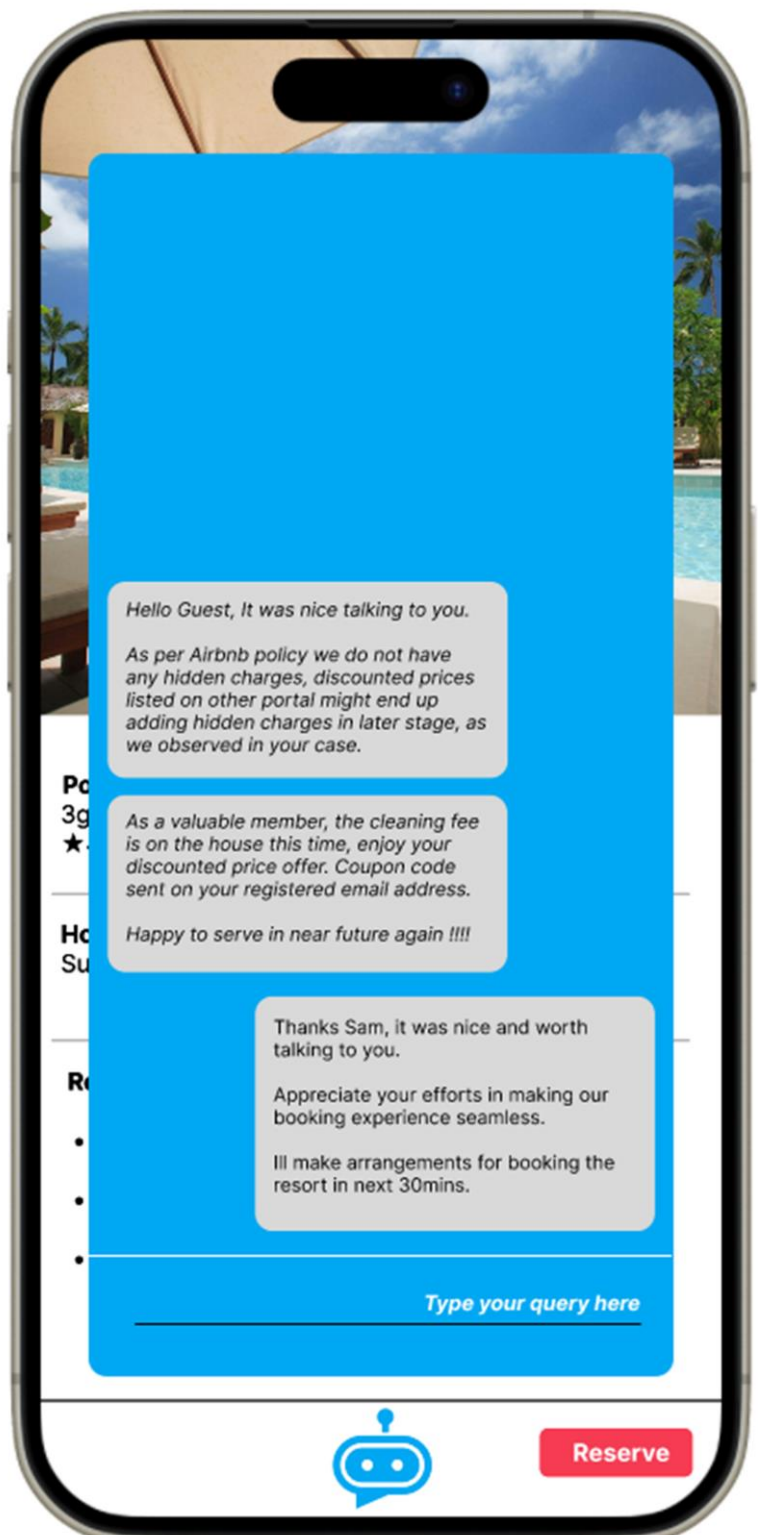 Hello Guest, It was nice talking to you.
As per Airbnb policy we do not have
any hidden charges, discounted prices
listed on other portal might end up
adding hidden charges in later stage, as
we observed in your case.
As a valuable member, the cleaning fee
is on the house this time, enjoy your
discounted price offer. Coupon code
sent on your registered email address.
Happy to serve in near future again !!!!
Thanks Sam, it was nice and worth
talking to you.
Appreciate your efforts in making our
booking experience seamless.
Ill make arrangements for booking the
resort in next 30mins.
Type your query here
Reserve